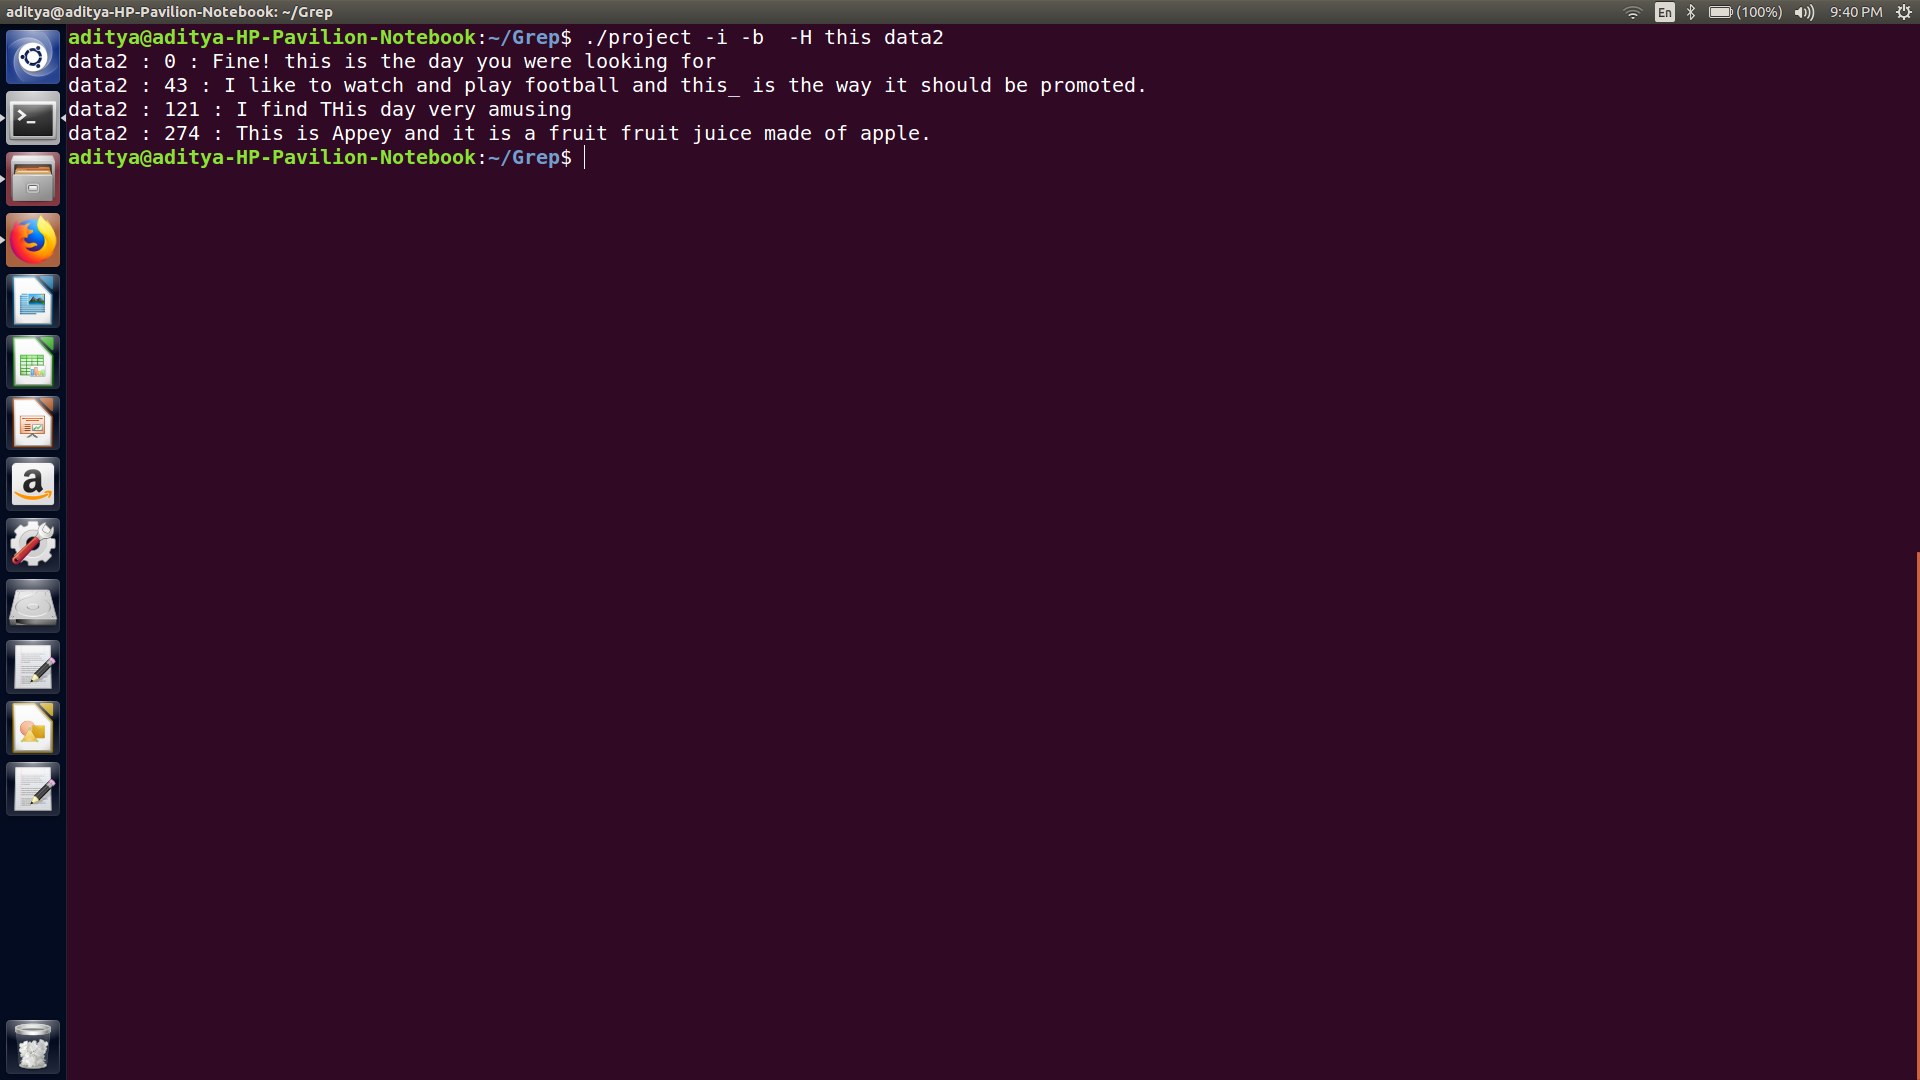 aditya@aditya-HP-Pavilion-Notebook: ~/Grep
En
(100%)
9:40 PM
aditya@aditya-HP-Pavilion-Notebook:~/Grep$ ./project -i -b  -H this data2
data2 : 0 : Fine! this is the day you were looking for
data2 : 43 : I like to watch and play football and this_ is the way it should be promoted.
data2 : 121 : I find THis day very amusing
data2 : 274 : This is Appey and it is a fruit fruit juice made of apple.
aditya@aditya-HP-Pavilion-Notebook:~/Grep$